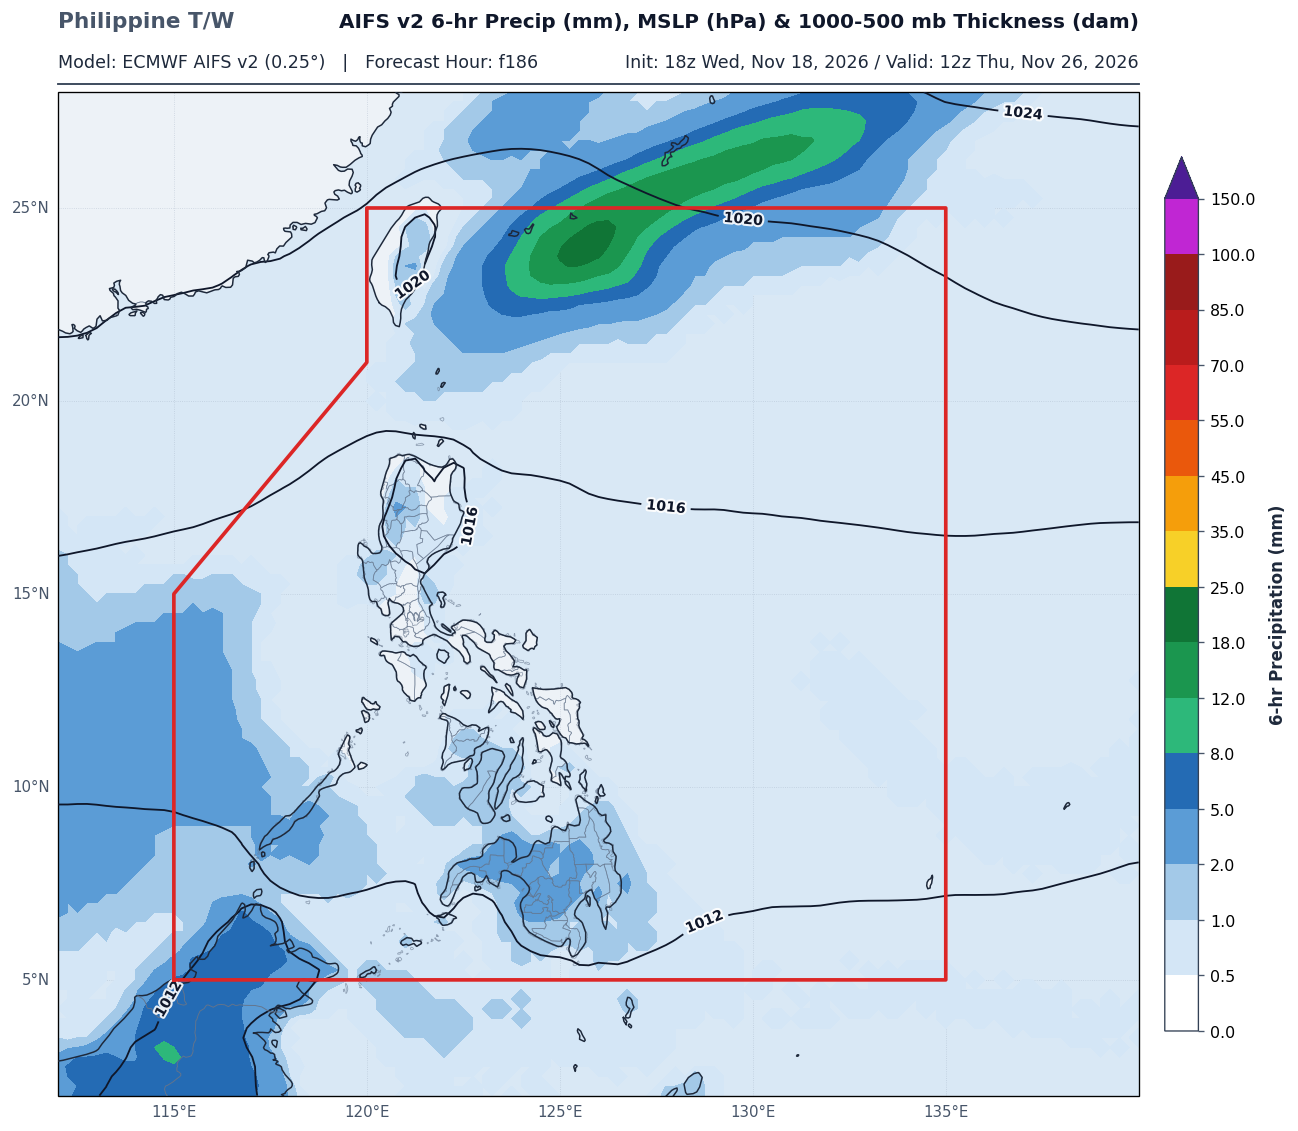 Philippine T/W
AIFS v2 6-hr Precip (mm), MSLP (hPa) & 1000-500 mb Thickness (dam)
Model: ECMWF AIFS v2 (0.25°) | Forecast Hour: f186
Init: 18z Wed, Nov 18, 2026 / Valid: 12z Thu, Nov 26, 2026
1024
1020
1020
1016
1016
1012
1012
25°N
20°N
15°N
10°N
5°N
115°E
120°E
125°E
130°E
135°E
150.0
100.0
85.0
70.0
55.0
45.0
35.0
25.0
18.0
12.0
8.0
5.0
2.0
1.0
0.5
0.0
6-hr Precipitation (mm)